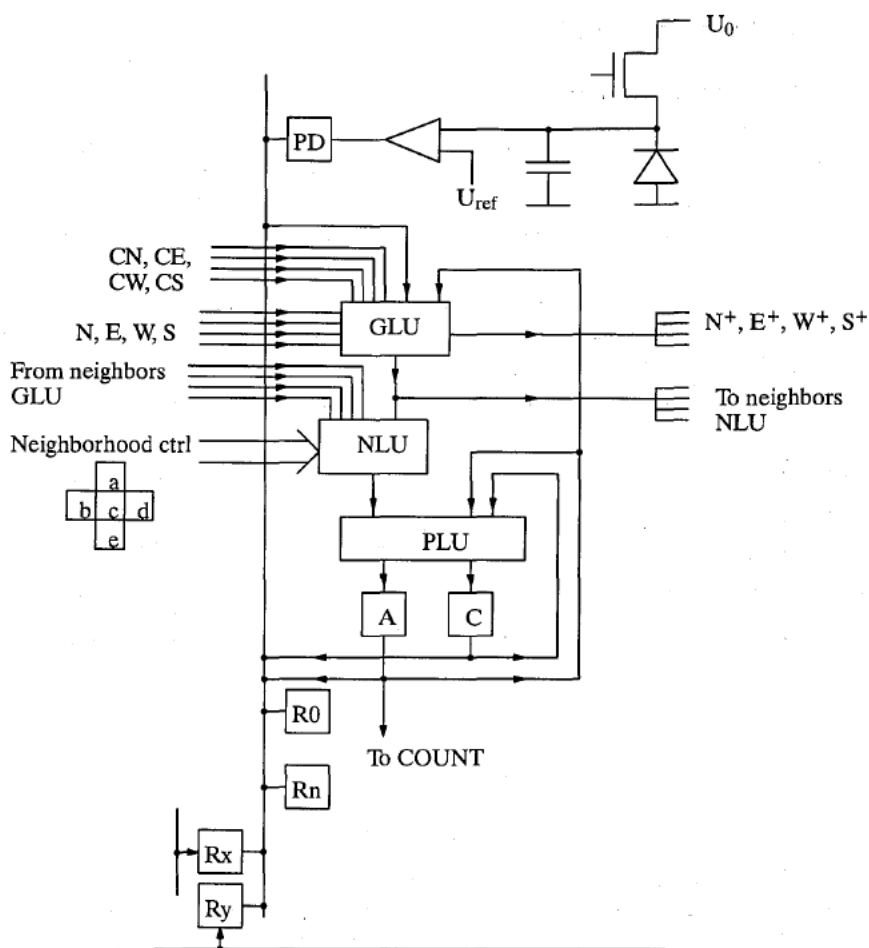 U₀
PD
U_ref
CN, CE,
CW, CS
GLU
N, E, W, S
N⁺, E⁺, W⁺, S⁺
From neighbors
GLU
To neighbors
NLU
Neighborhood ctrl
NLU
a
b c d
e
PLU
A C
R0
To COUNT
Rn
Rx
Ry